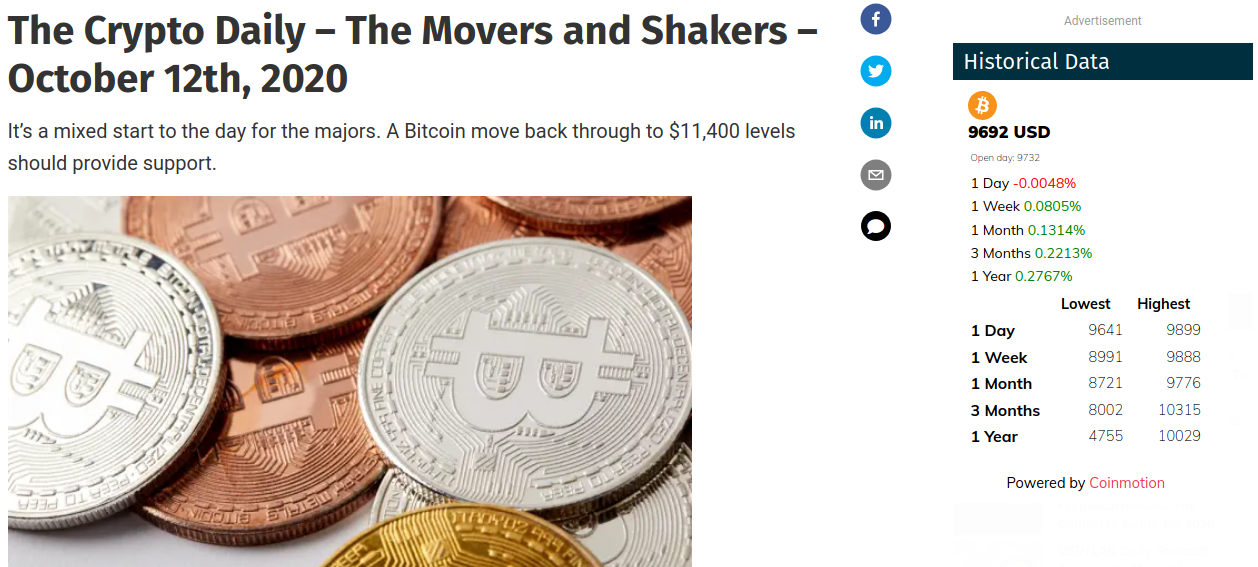 The Crypto Daily – The Movers and Shakers –
October 12th, 2020
It's a mixed start to the day for the majors. A Bitcoin move back through to $11,400 levels
should provide support.
Advertisement
Historical Data
9692 USD
Open day: 9732
1 Day -0.0048%
1 Week 0.0805%
1 Month 0.1314%
3 Months 0.2213%
1 Year 0.2767%
Lowest Highest
1 Day 9641 9899
1 Week 8991 9888
1 Month 8721 9776
3 Months 8002 10315
1 Year 4755 10029
Powered by Coinmotion